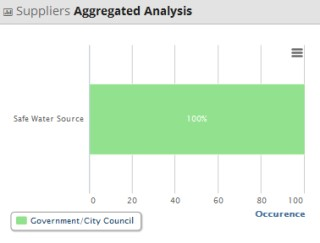 Suppliers Aggregated Analysis
Safe Water Source
100%
0 20 40 60 80 100
Occurence
Government/City Council